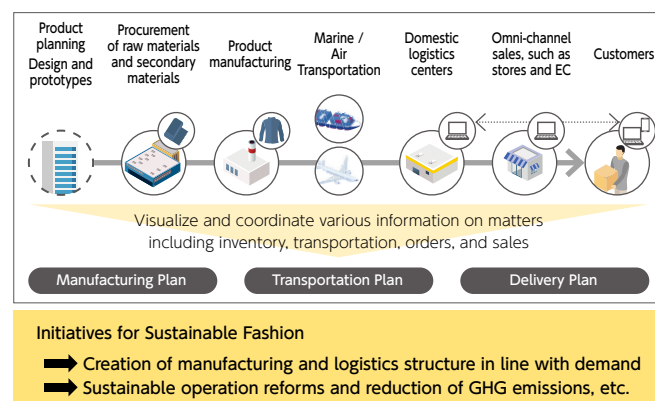 Product
planning
Design and
prototypes
Procurement
of raw materials
and secondary
materials
Product
manufacturing
Marine /
Air
Transportation
Domestic
logistics
centers
Omni-channel
sales, such as
stores and EC
Customers
Visualize and coordinate various information on matters
including inventory, transportation, orders, and sales
Manufacturing Plan
Transportation Plan
Delivery Plan
Initiatives for Sustainable Fashion
Creation of manufacturing and logistics structure in line with demand
Sustainable operation reforms and reduction of GHG emissions, etc.